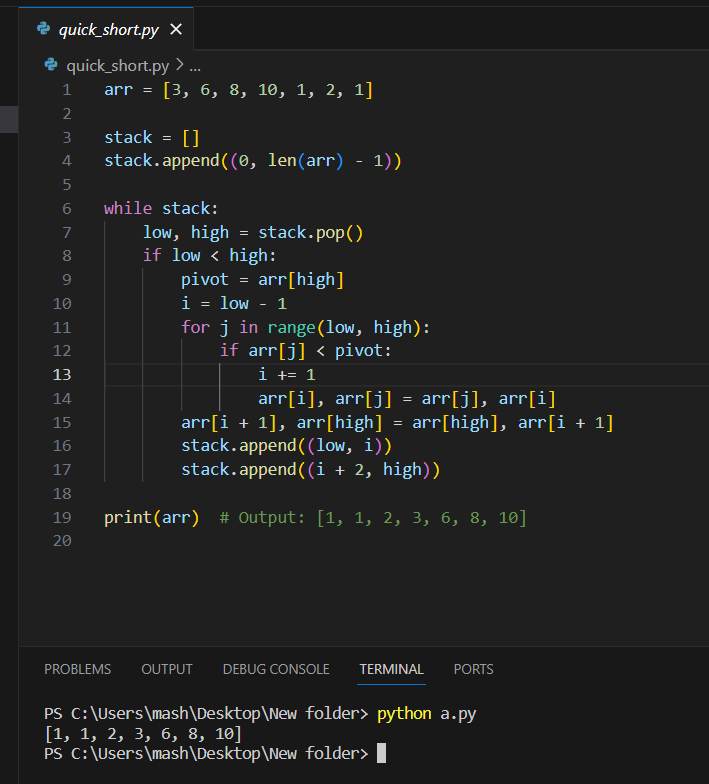 quick_short.py ×
quick_short.py > ...
1 arr = [3, 6, 8, 10, 1, 2, 1]
2
3 stack = []
4 stack.append((0, len(arr) - 1))
5
6 while stack:
7     low, high = stack.pop()
8     if low < high:
9         pivot = arr[high]
10         i = low - 1
11         for j in range(low, high):
12             if arr[j] < pivot:
13                 i += 1
14                 arr[i], arr[j] = arr[j], arr[i]
15         arr[i + 1], arr[high] = arr[high], arr[i + 1]
16         stack.append((low, i))
17         stack.append((i + 2, high))
18
19 print(arr)  # Output: [1, 1, 2, 3, 6, 8, 10]
20
PROBLEMS OUTPUT DEBUG CONSOLE TERMINAL PORTS
PS C:\Users\mash\Desktop\New folder> python a.py
[1, 1, 2, 3, 6, 8, 10]
PS C:\Users\mash\Desktop\New folder>